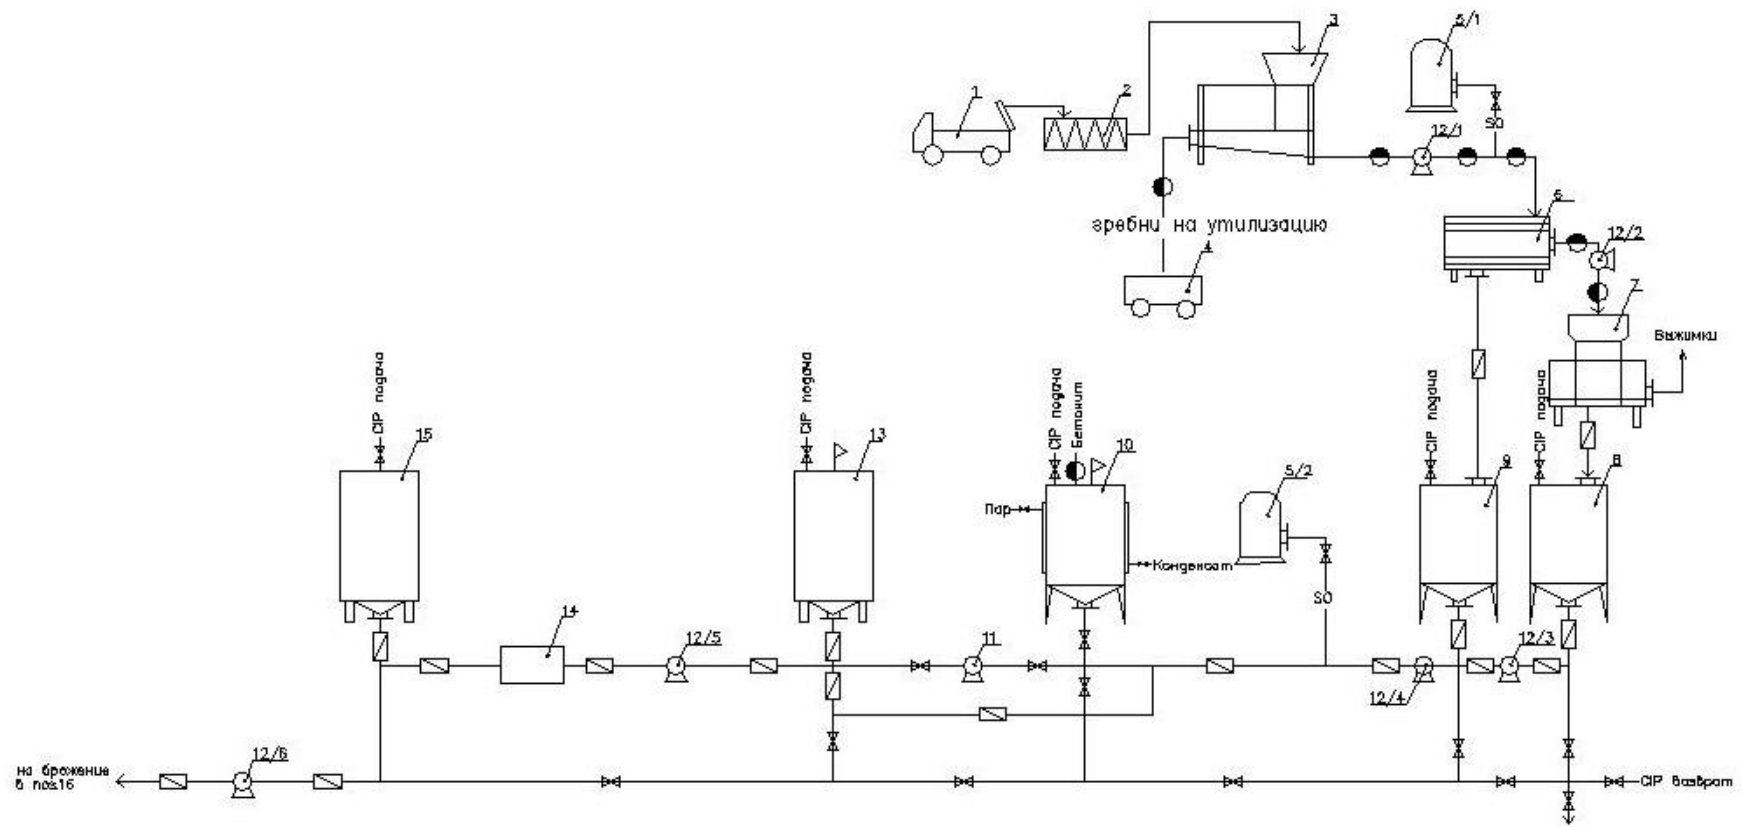 3
5/1
1
2
12/1
SO
6
12/2
гребни на утилизацию
4
7
Выжимки
CIP подача
CIP подача
CIP подача
Бетонит
CIP подача
CIP подача
15
13
10
5/2
9
8
Пар
Конденсат
SO
14
12/5
11
12/3
12/4
12/6
на брожение
в поз.16
CIP возврат